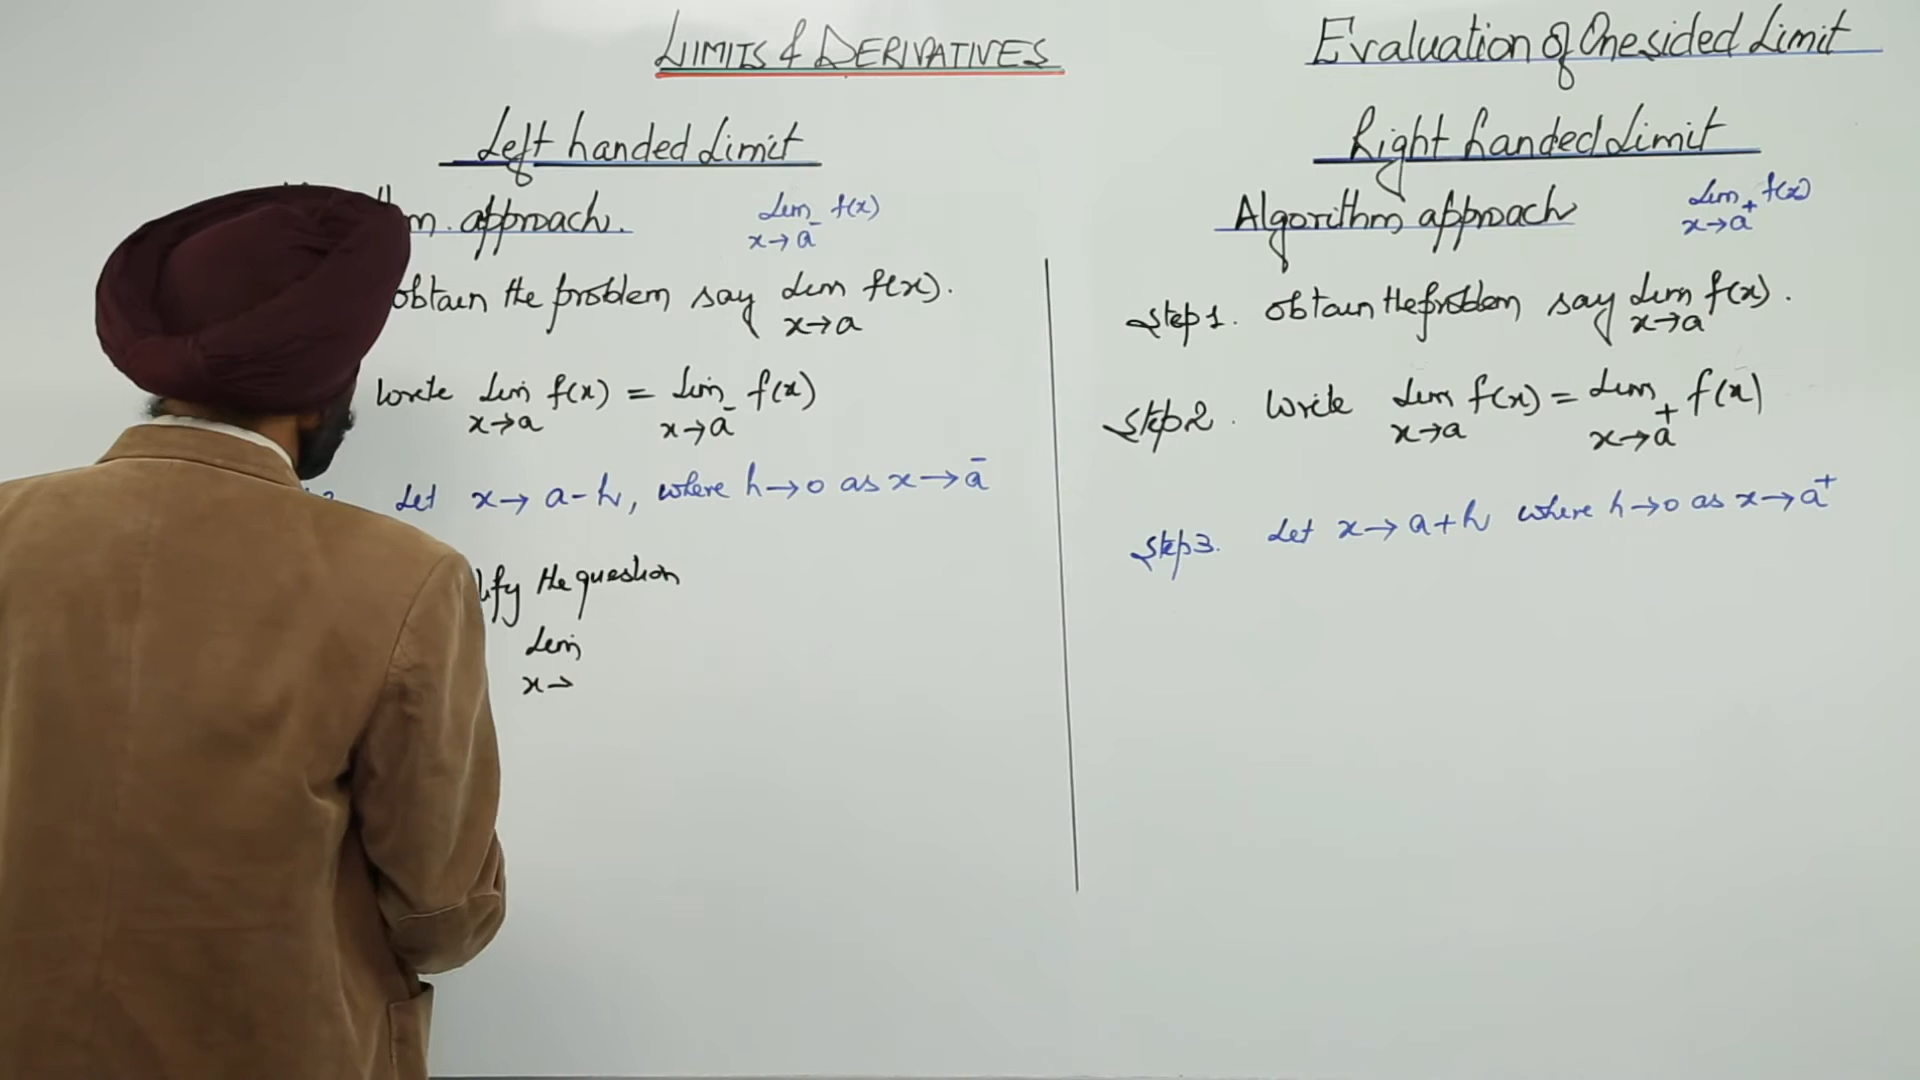 LIMITS & DERIVATIVES
Evaluation of One sided Limit
Left handed Limit
approach.
Lim f(x)
x→a⁻
obtain the problem say Lim f(x).
x→a
Write Lim f(x) = Lim f(x)
x→a x→a⁻
Let x→ a-h, where h→0 as x→a⁻
the question
Lim
x→
Right handed Limit
Algorithm approach
Lim f(x)
x→a⁺
Step 1. obtain the problem say Lim f(x).
x→a
Step 2. Write Lim f(x) = Lim f(x)
x→a x→a⁺
Step 3. Let x→ a+h where h→0 as x→a⁺